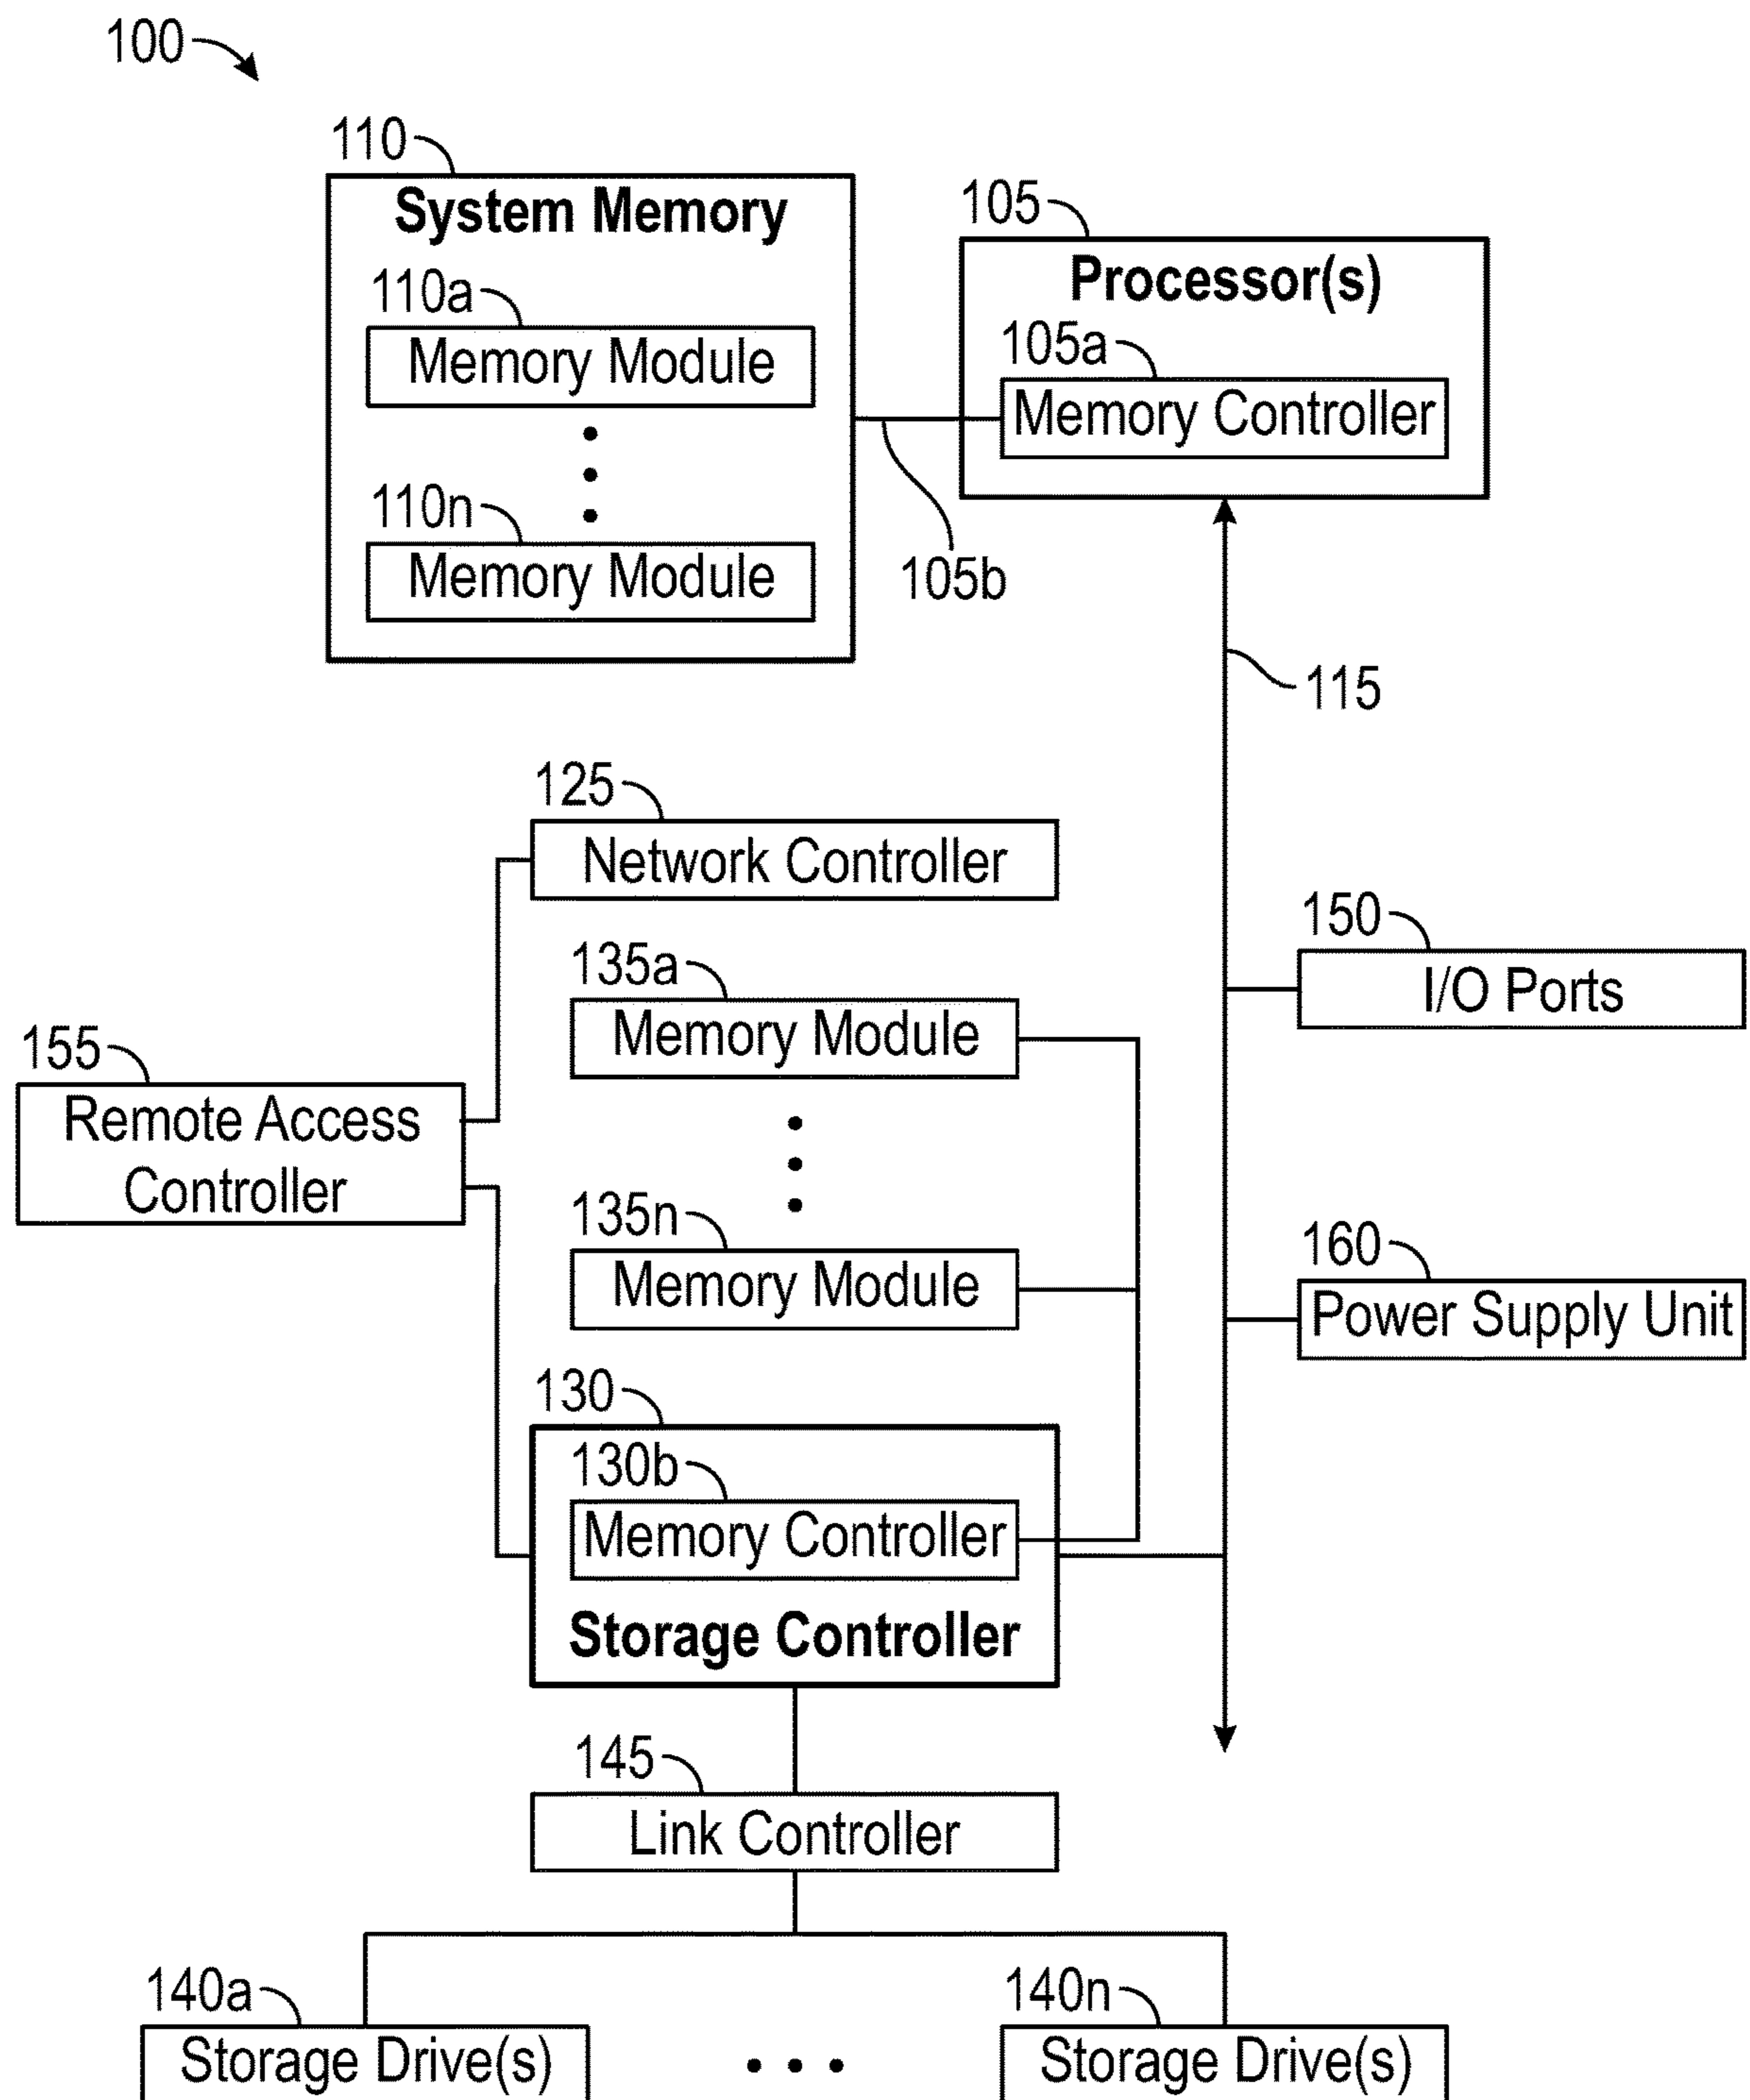 100
110
System Memory
110a
Memory Module
110n
Memory Module
105
Processor(s)
105a
Memory Controller
105b
115
125
Network Controller
135a
Memory Module
135n
Memory Module
150
I/O Ports
155
Remote Access
Controller
160
Power Supply Unit
130
130b
Memory Controller
Storage Controller
145
Link Controller
140a
Storage Drive(s)
140n
Storage Drive(s)